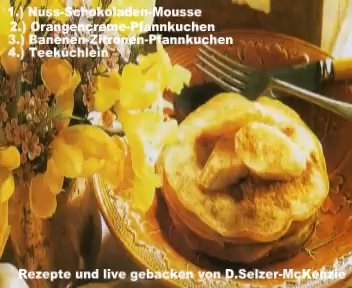 1.) Nuss-Schokoladen-Mousse
2.) Orangencreme-Pfannkuchen
3.) Bananen-Zitronen-Pfannkuchen
4.) Teeküchlein
Rezepte und live gebacken von D.Selzer-McKenzie